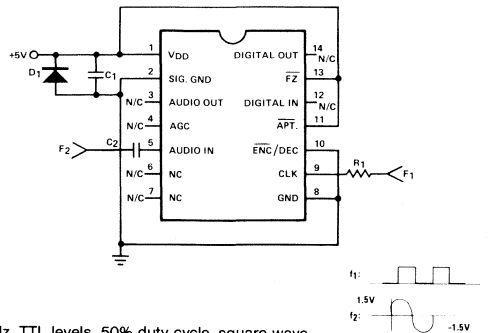 +5V
D1
C1
1 VDD
2 SIG. GND
N/C 3 AUDIO OUT
N/C 4 AGC
F2
C2
5 AUDIO IN
N/C 6 NC
N/C 7 NC
DIGITAL OUT 14 N/C
FZ 13
DIGITAL IN 12 N/C
APT. 11
ENC/DEC 10
CLK 9
R1
F1
GND 8
f1:
1.5V
f2:
-1.5V
TTL levels, 50% duty cycle, square wave